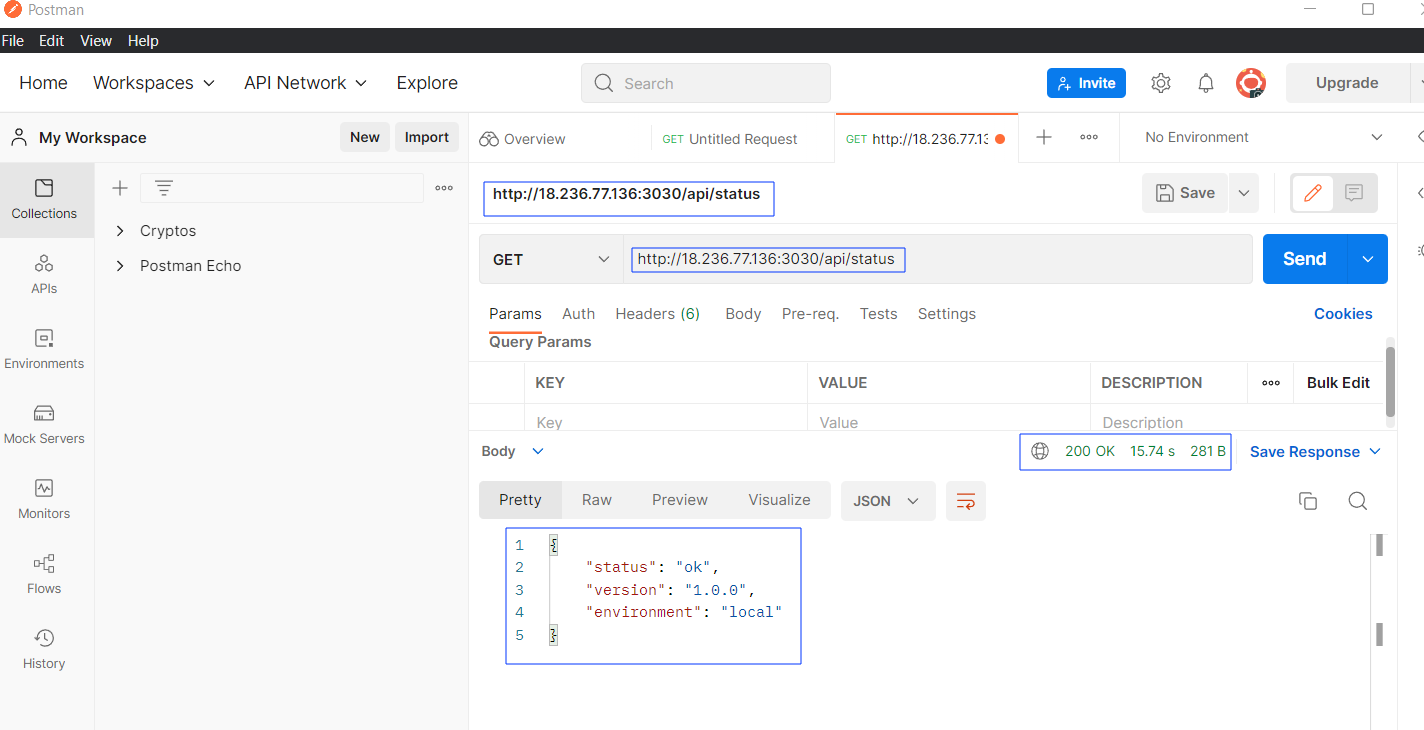 Postman
File Edit View Help
Home Workspaces API Network Explore Search Invite Upgrade
My Workspace New Import Overview GET Untitled Request GET http://18.236.77.13 No Environment
http://18.236.77.136:3030/api/status Save
Collections
Cryptos
Postman Echo
APIs
Environments
Mock Servers
Monitors
Flows
History
GET http://18.236.77.136:3030/api/status Send
Params Auth Headers (6) Body Pre-req. Tests Settings Cookies
Query Params
KEY VALUE DESCRIPTION Bulk Edit
Key Value Description
Body 200 OK 15.74 s 281 B Save Response
Pretty Raw Preview Visualize JSON
1 {
2 "status": "ok",
3 "version": "1.0.0",
4 "environment": "local"
5 }